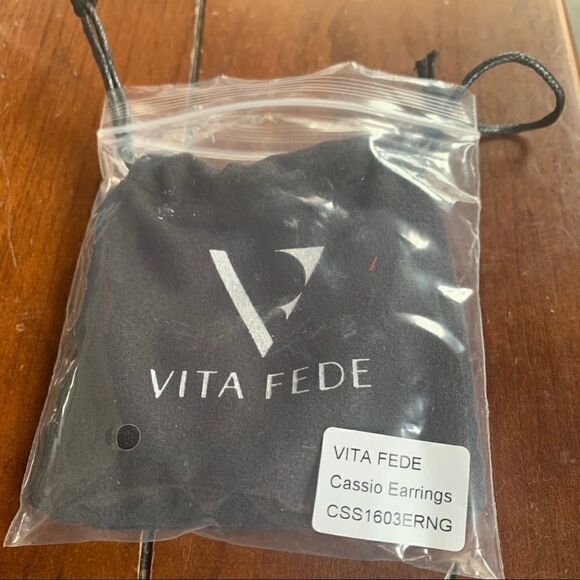 VITA FEDE
VITA FEDE
Cassio Earrings
CSS1603ERNG